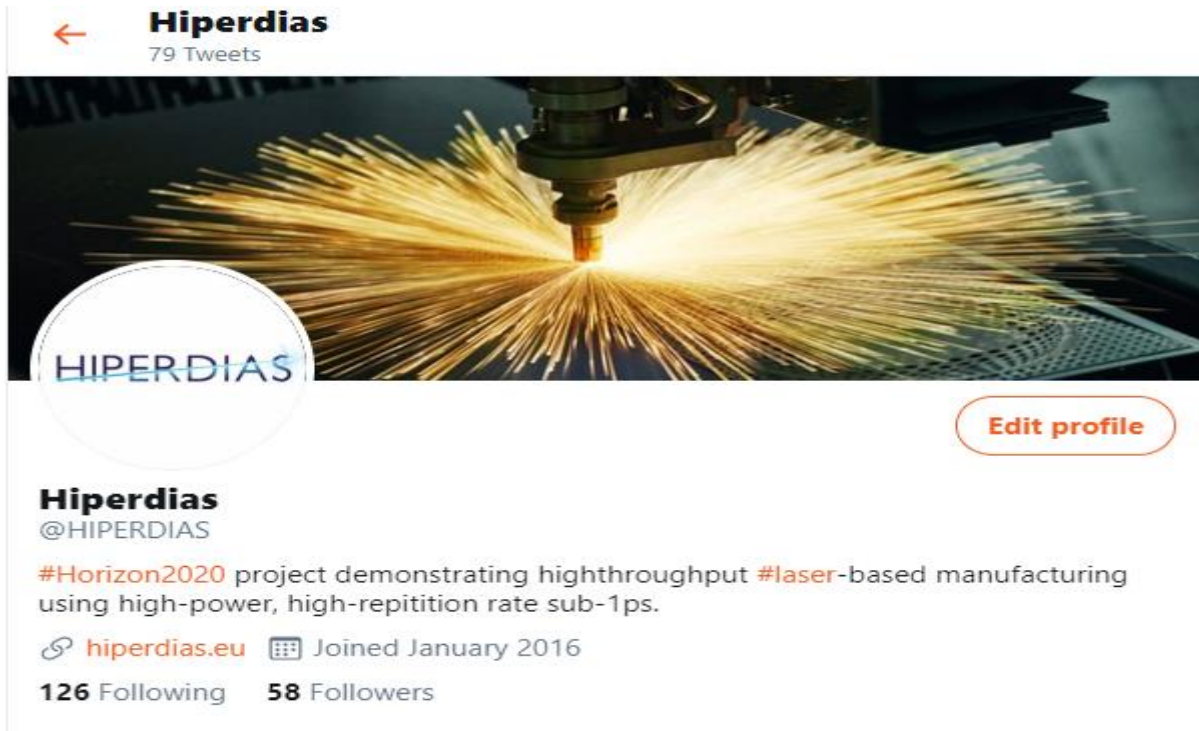 Hiperdias
79 Tweets
HIPERDIAS
Edit profile
Hiperdias
@HIPERDIAS
#Horizon2020 project demonstrating highthroughput #laser-based manufacturing
using high-power, high-repitition rate sub-1ps.
hiperdias.eu Joined January 2016
126 Following 58 Followers